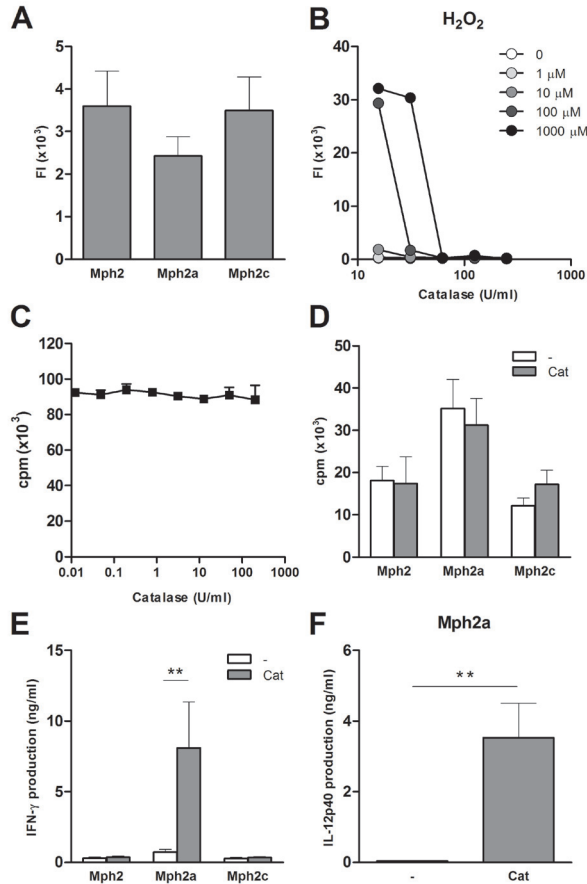 A
FI (x10³)
5
4
3
2
1
0
Mph2 Mph2a Mph2c
B
H₂O₂
FI (x10³)
40
30
20
10
0
10 100 1000
Catalase (U/ml)
0
1 μM
10 μM
100 μM
1000 μM
C
cpm (x10³)
120
100
80
60
40
20
0
0.01 0.1 1 10 100 1000
Catalase (U/ml)
D
cpm (x10³)
50
40
30
20
10
0
Mph2 Mph2a Mph2c
-
Cat
E
IFN-γ production (ng/ml)
15
10
5
0
**
Mph2 Mph2a Mph2c
-
Cat
F
Mph2a
IL-12p40 production (ng/ml)
6
4
2
0
**
- Cat